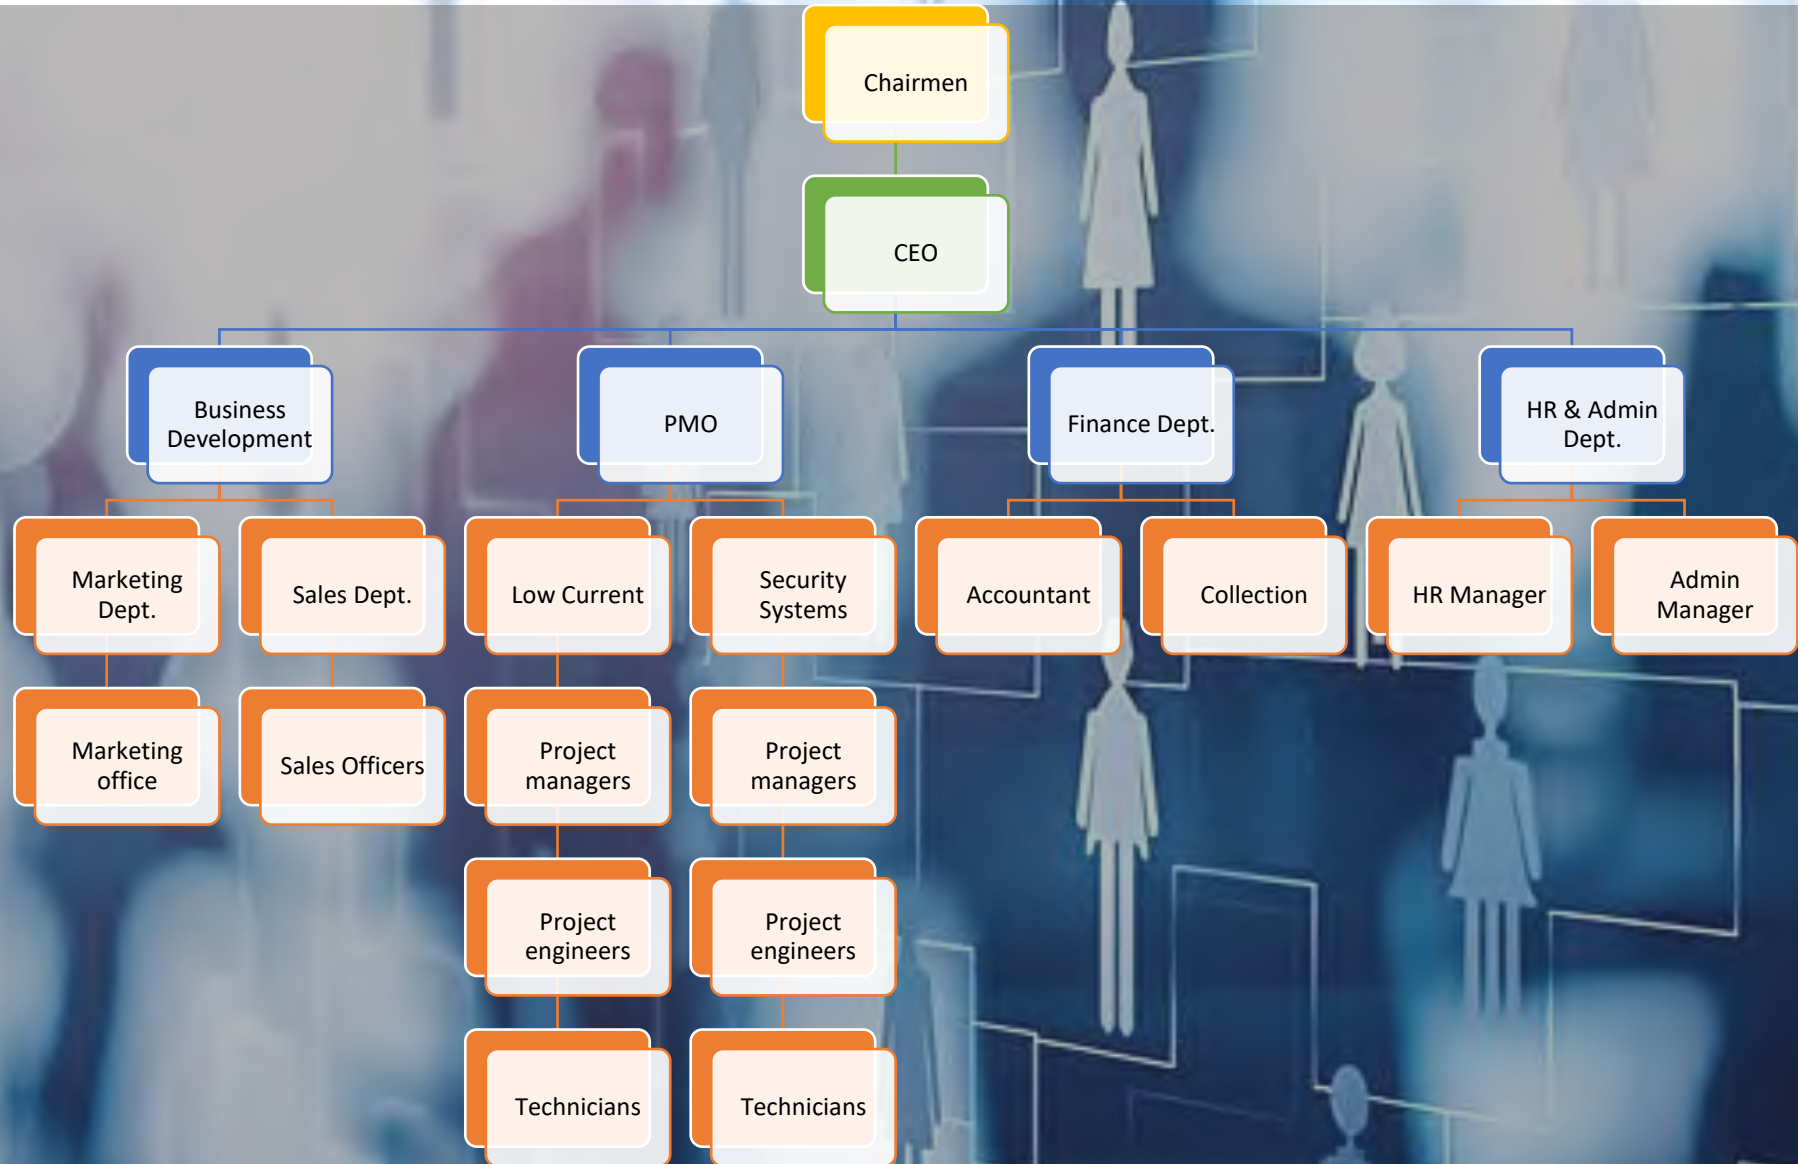 Chairmen
CEO
Business
Development
PMO
Finance Dept.
HR & Admin
Dept.
Marketing
Dept.
Sales Dept.
Low Current
Security
Systems
Accountant
Collection
HR Manager
Admin
Manager
Marketing
office
Sales Officers
Project
managers
Project
managers
Project
engineers
Project
engineers
Technicians
Technicians